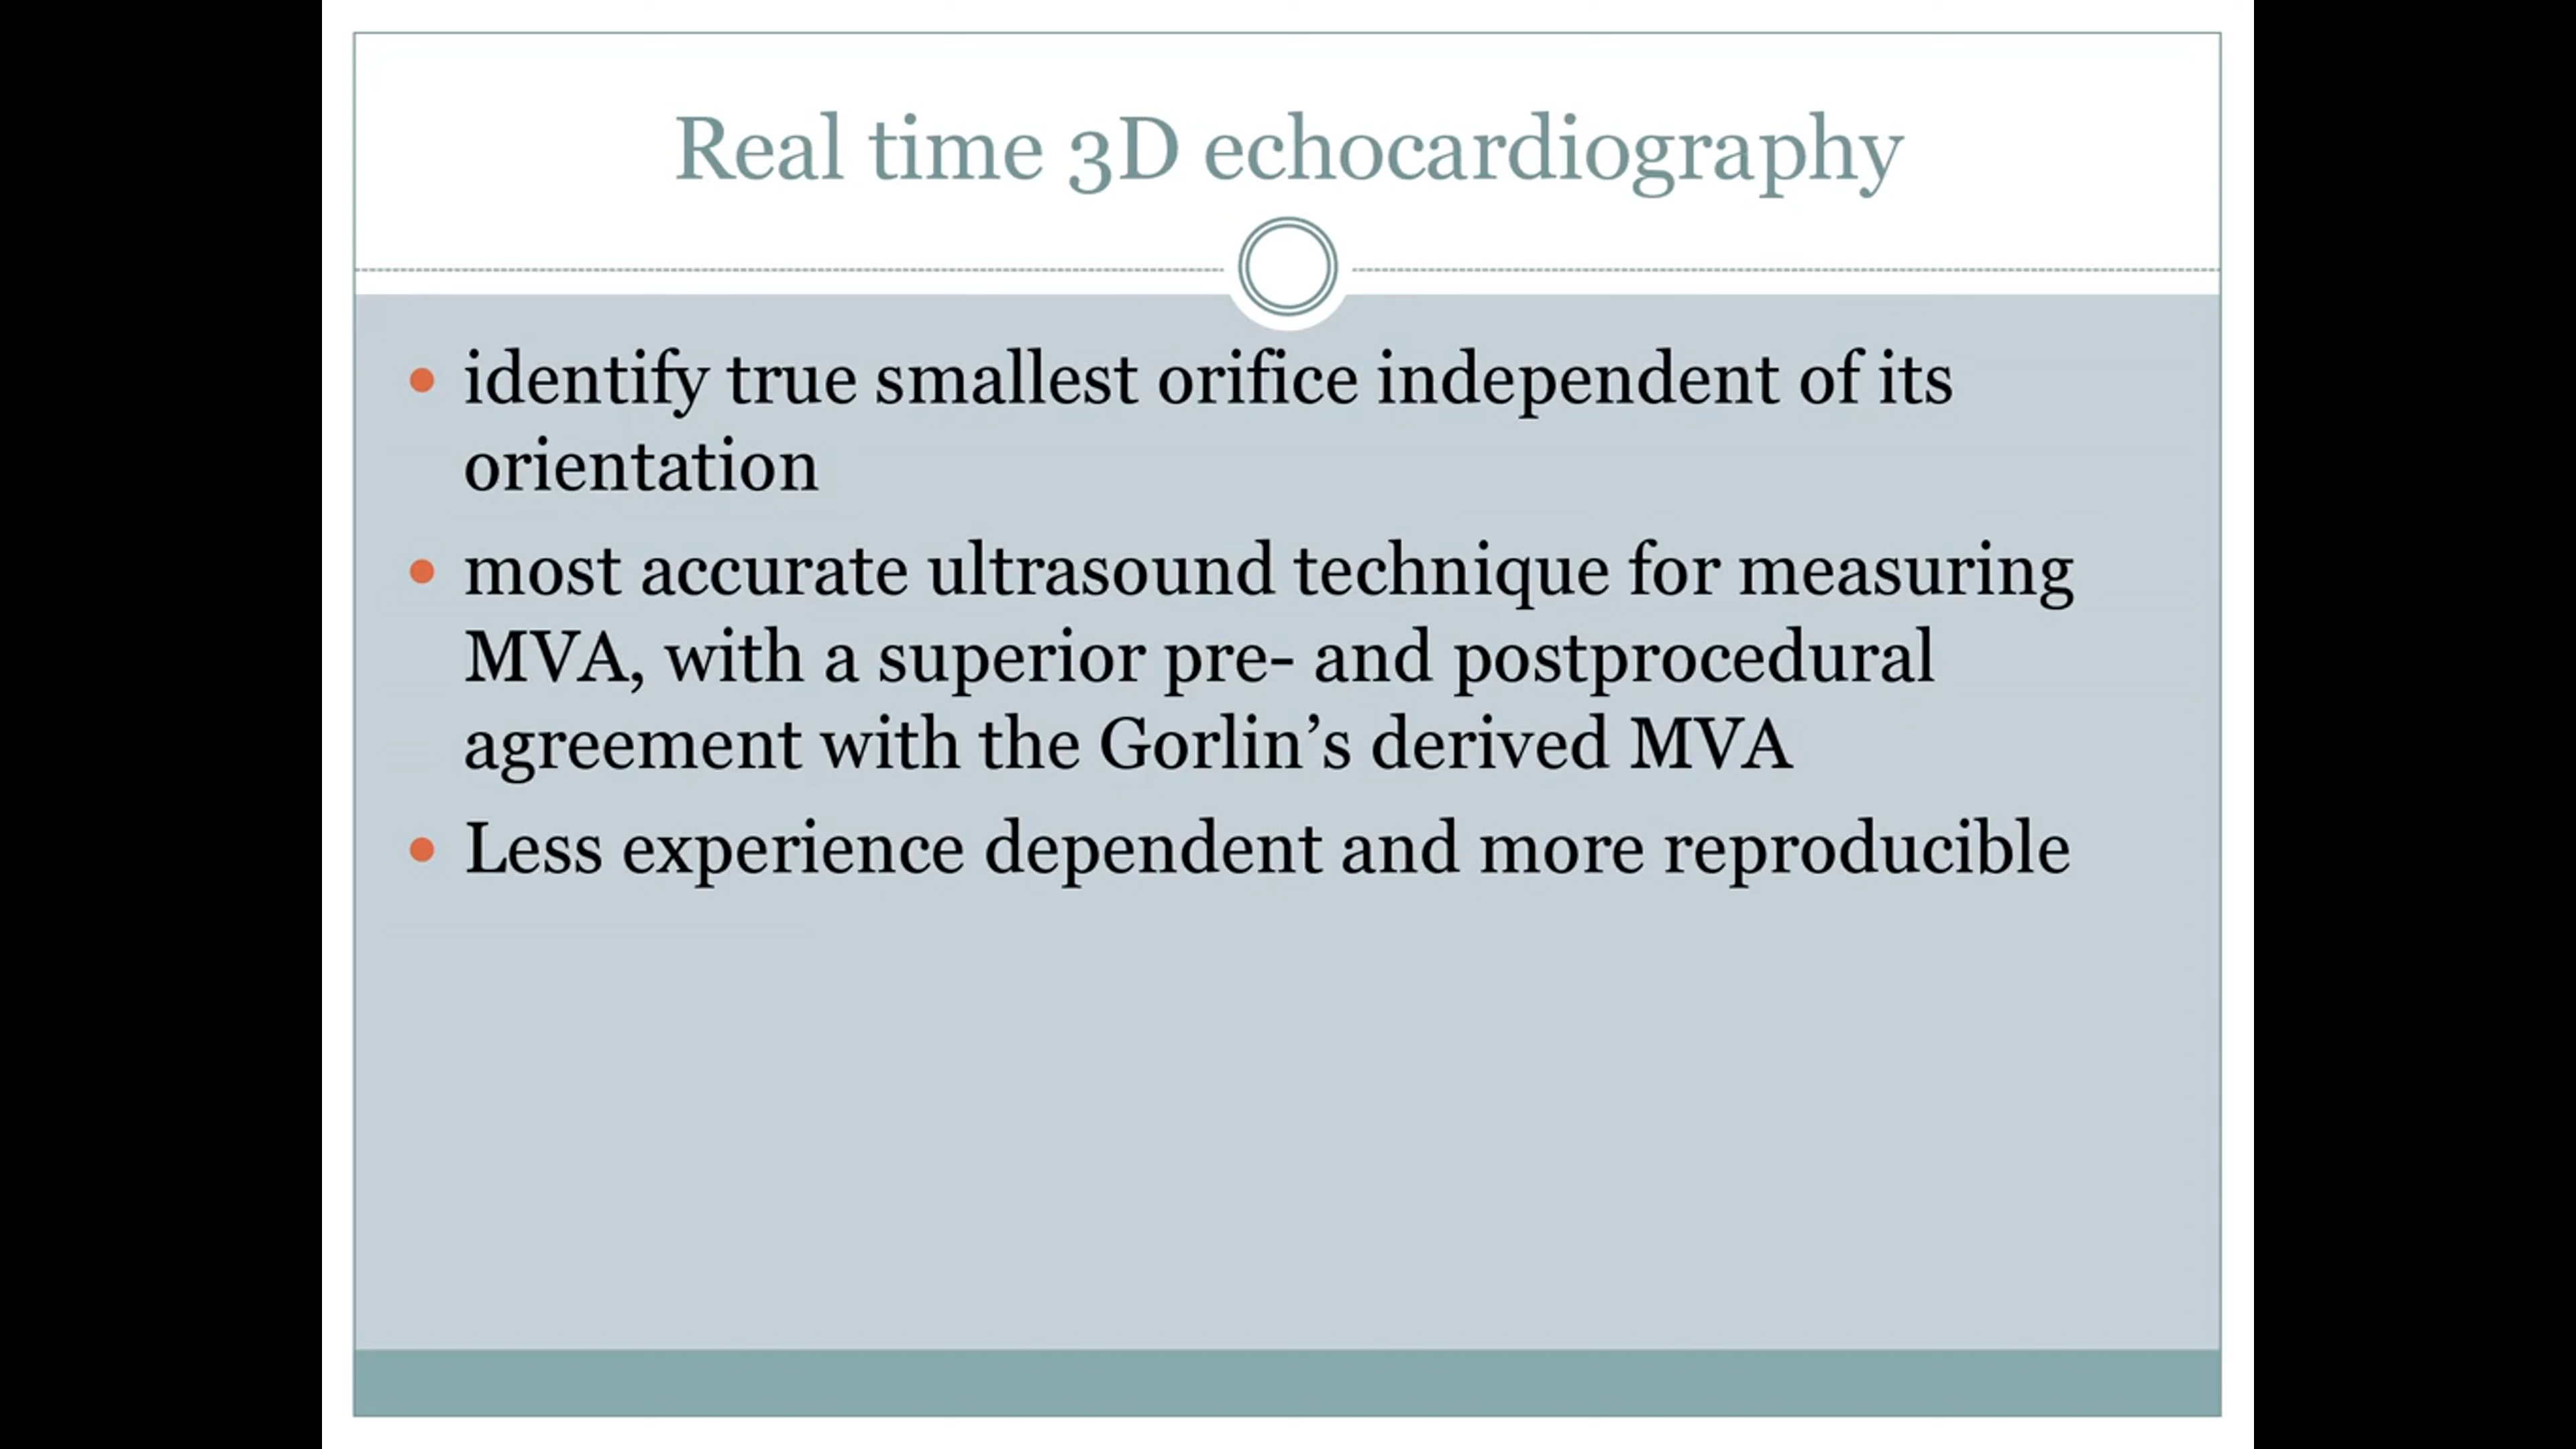 Real time 3D echocardiography
• identify true smallest orifice independent of its
orientation
• most accurate ultrasound technique for measuring
MVA, with a superior pre- and postprocedural
agreement with the Gorlin’s derived MVA
• Less experience dependent and more reproducible